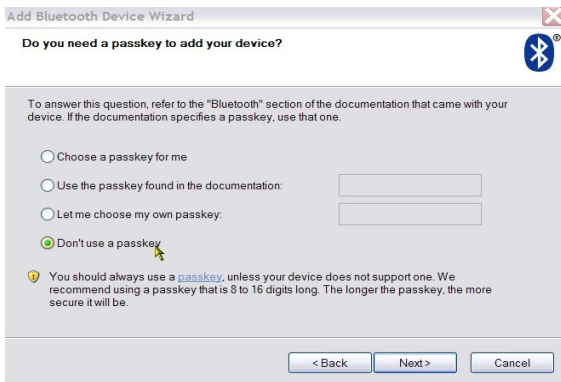 Add Bluetooth Device Wizard
Do you need a passkey to add your device?
®
To answer this question, refer to the "Bluetooth" section of the documentation that came with your
device. If the documentation specifies a passkey, use that one.
Choose a passkey for me
Use the passkey found in the documentation:
Let me choose my own passkey:
Don't use a passkey
You should always use a passkey, unless your device does not support one. We
recommend using a passkey that is 8 to 16 digits long. The longer the passkey, the more
secure it will be.
< Back
Next >
Cancel